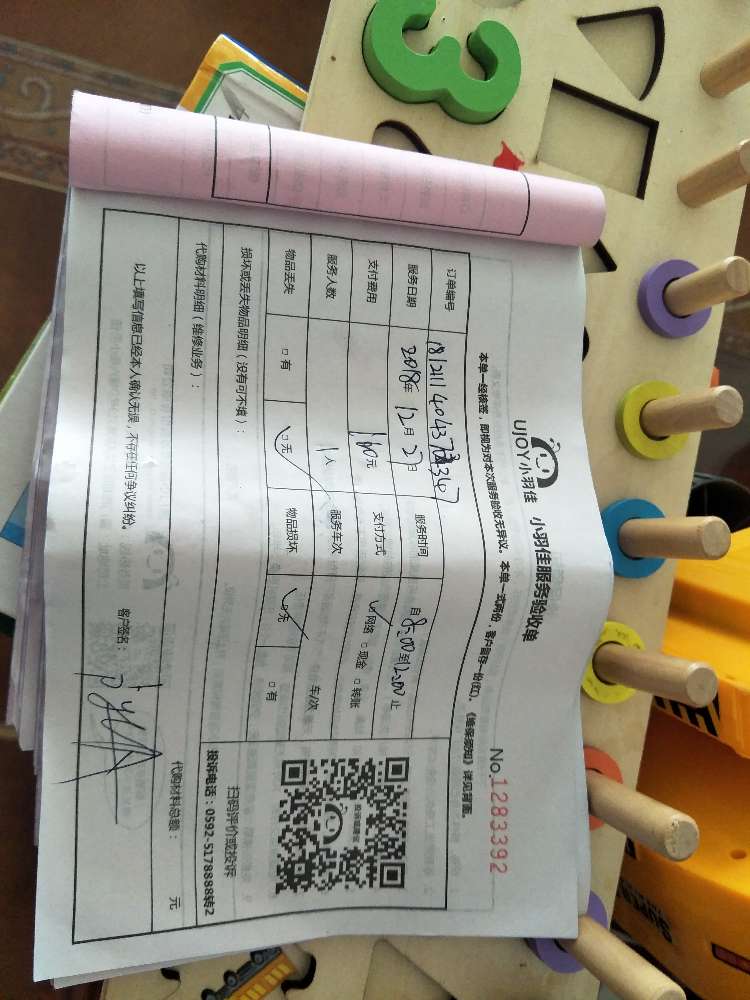 UJOY小羽佳 小羽佳服务验收单
No.1283392
本单一经核签，即视为对本次服务验收无异议。本单一式两份，客户留存一份(红)。《维保须知》详见背面。
订单编号 服务时间 自8:00到12:00止
服务日期 2018年12月2日 支付方式 网络 现金 转账
支付费用 160元
服务人数 1人 服务车次 车/次
物品丢失 有 无 物品损坏 无 有
损坏或丢失物品明细（没有可不填）：
代购材料明细（维修业务）：
代购材料总额： 元
以上填写信息已经本人确认无误，不存在任何争议纠纷。 客户签名：
扫码评价或投诉
投诉电话：0592-5178888转2
3